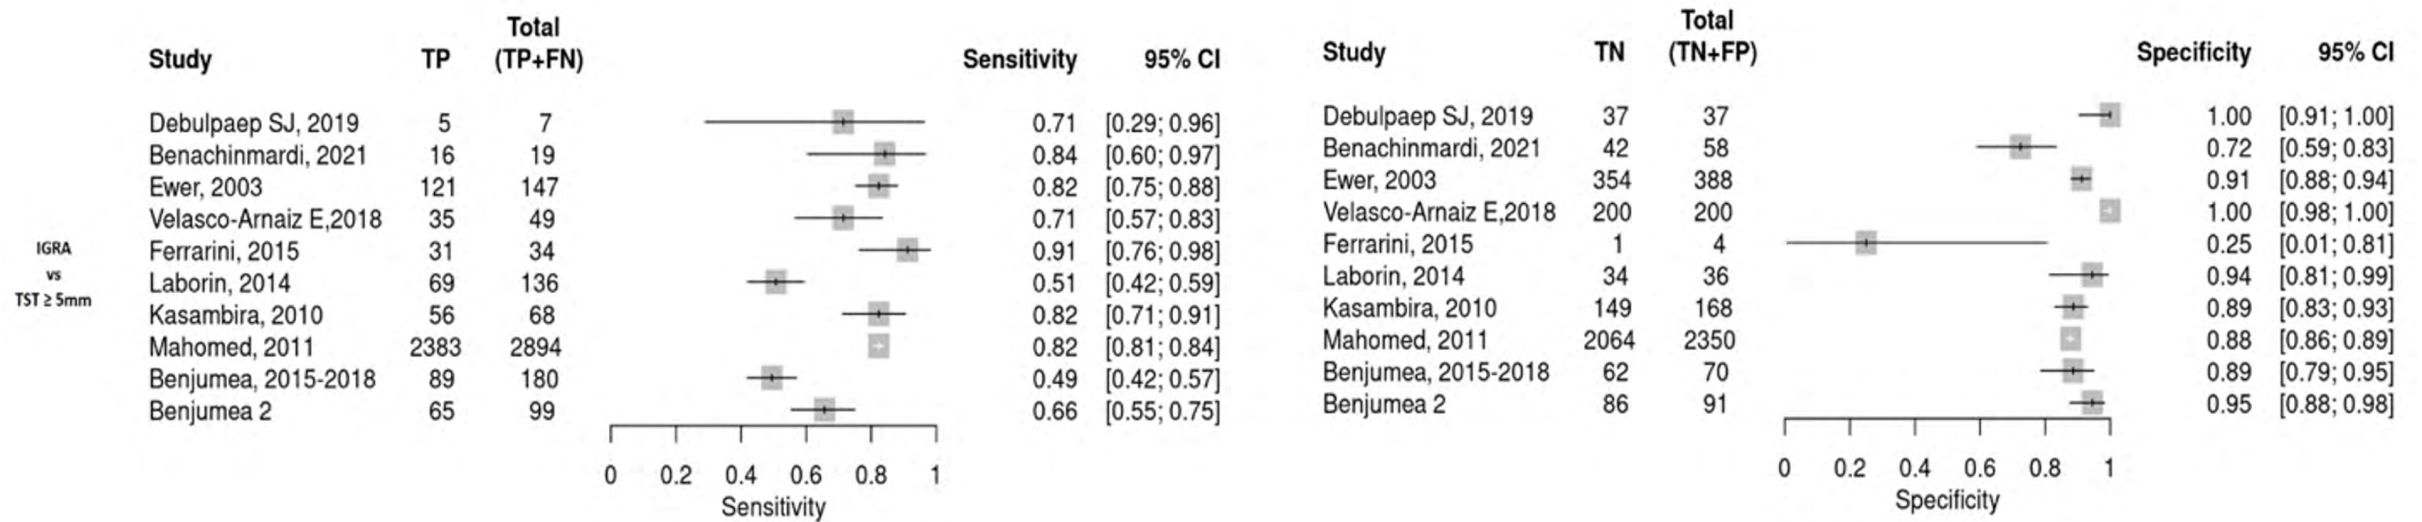 IGRA
vs
TST ≥ 5mm
Study TP Total (TP+FN) Sensitivity 95% CI
Debulpaep SJ, 2019 5 7 0.71 [0.29; 0.96]
Benachinmardi, 2021 16 19 0.84 [0.60; 0.97]
Ewer, 2003 121 147 0.82 [0.75; 0.88]
Velasco-Arnaiz E,2018 35 49 0.71 [0.57; 0.83]
Ferrarini, 2015 31 34 0.91 [0.76; 0.98]
Laborin, 2014 69 136 0.51 [0.42; 0.59]
Kasambira, 2010 56 68 0.82 [0.71; 0.91]
Mahomed, 2011 2383 2894 0.82 [0.81; 0.84]
Benjumea, 2015-2018 89 180 0.49 [0.42; 0.57]
Benjumea 2 65 99 0.66 [0.55; 0.75]
0 0.2 0.4 0.6 0.8 1
Sensitivity
Study TN Total (TN+FP) Specificity 95% CI
Debulpaep SJ, 2019 37 37 1.00 [0.91; 1.00]
Benachinmardi, 2021 42 58 0.72 [0.59; 0.83]
Ewer, 2003 354 388 0.91 [0.88; 0.94]
Velasco-Arnaiz E,2018 200 200 1.00 [0.98; 1.00]
Ferrarini, 2015 1 4 0.25 [0.01; 0.81]
Laborin, 2014 34 36 0.94 [0.81; 0.99]
Kasambira, 2010 149 168 0.89 [0.83; 0.93]
Mahomed, 2011 2064 2350 0.88 [0.86; 0.89]
Benjumea, 2015-2018 62 70 0.89 [0.79; 0.95]
Benjumea 2 86 91 0.95 [0.88; 0.98]
0 0.2 0.4 0.6 0.8 1
Specificity